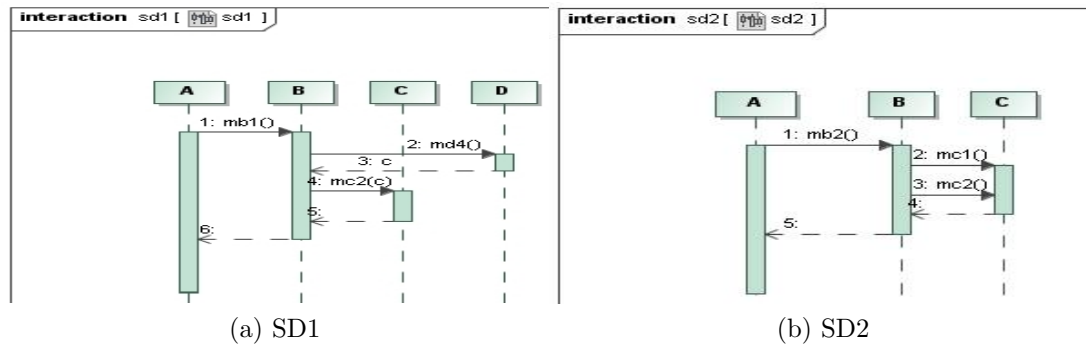 interaction sd1 [ sd1 ]
A B C D
1: mb1()
2: md4()
3: c
4: mc2(c)
5:
6:
(a) SD1
interaction sd2 [ sd2 ]
A B C
1: mb2()
2: mc1()
3: mc2()
4:
5:
(b) SD2